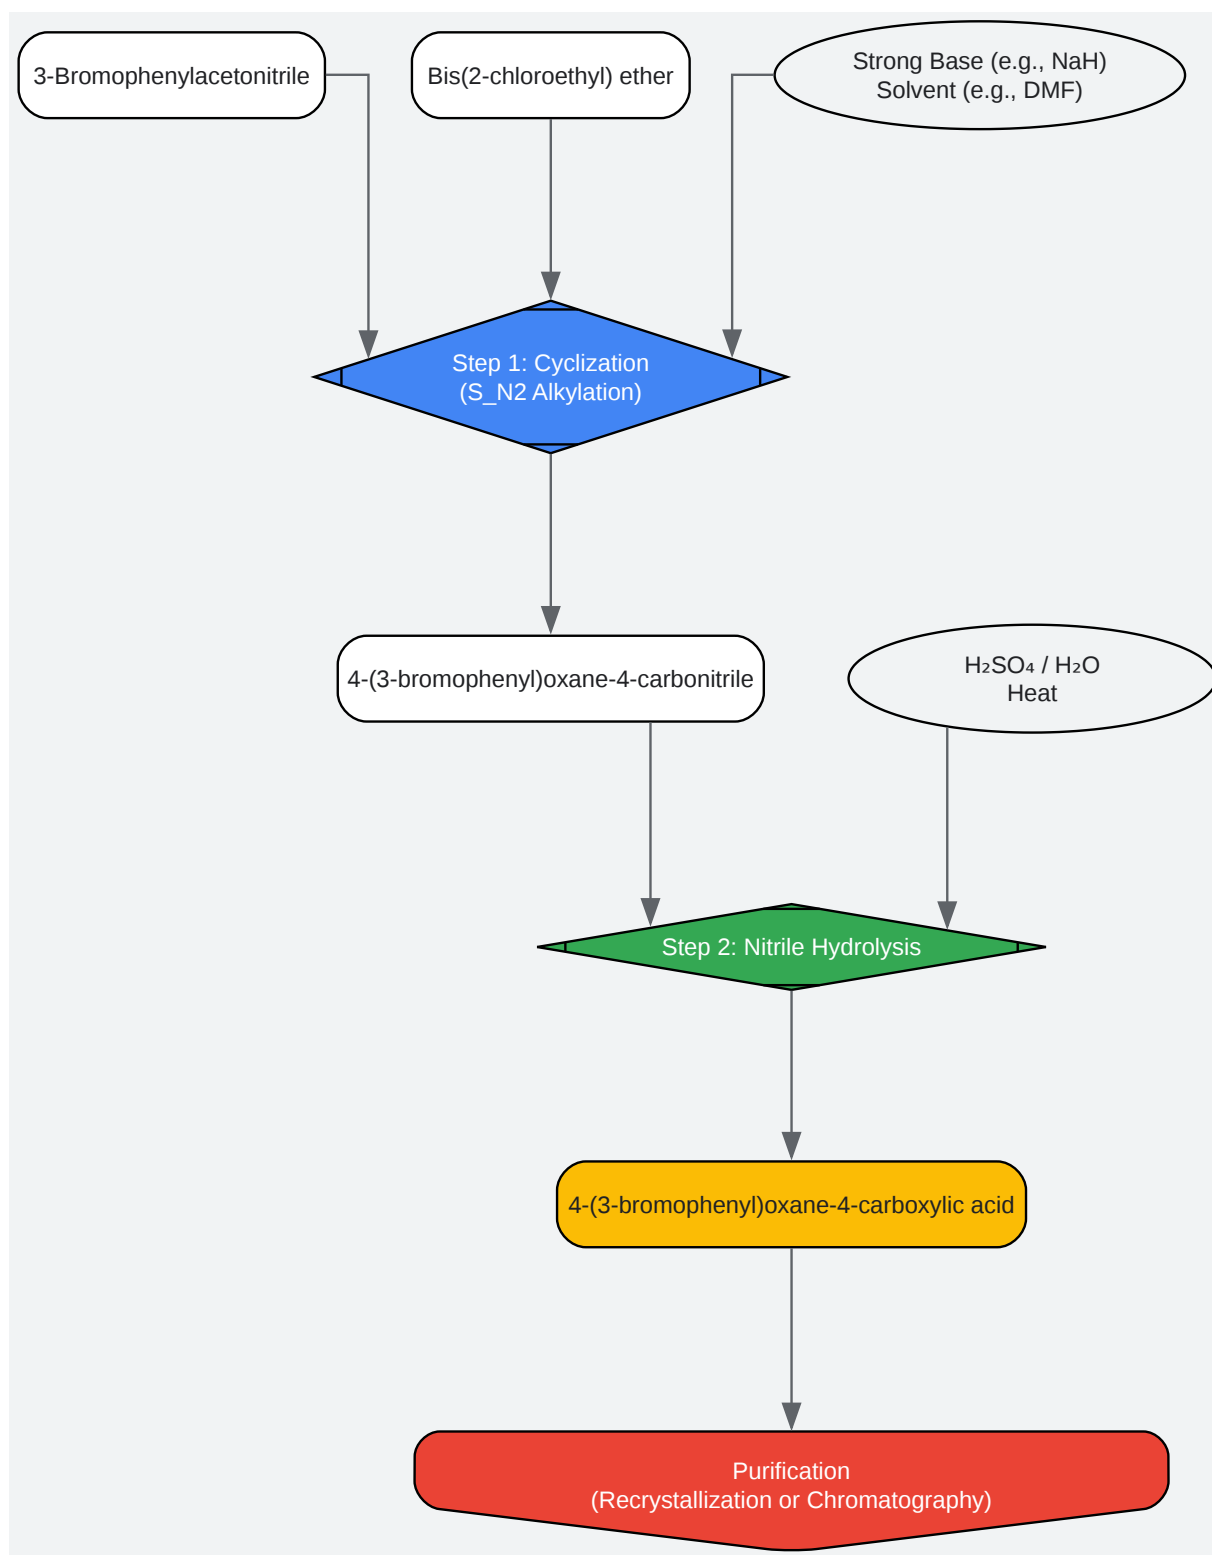 3-Bromophenylacetonitrile
Bis(2-chloroethyl) ether
Strong Base (e.g., NaH)
Solvent (e.g., DMF)
Step 1: Cyclization
(S_N2 Alkylation)
4-(3-bromophenyl)oxane-4-carbonitrile
H₂SO₄ / H₂O
Heat
Step 2: Nitrile Hydrolysis
4-(3-bromophenyl)oxane-4-carboxylic acid
Purification
(Recrystallization or Chromatography)